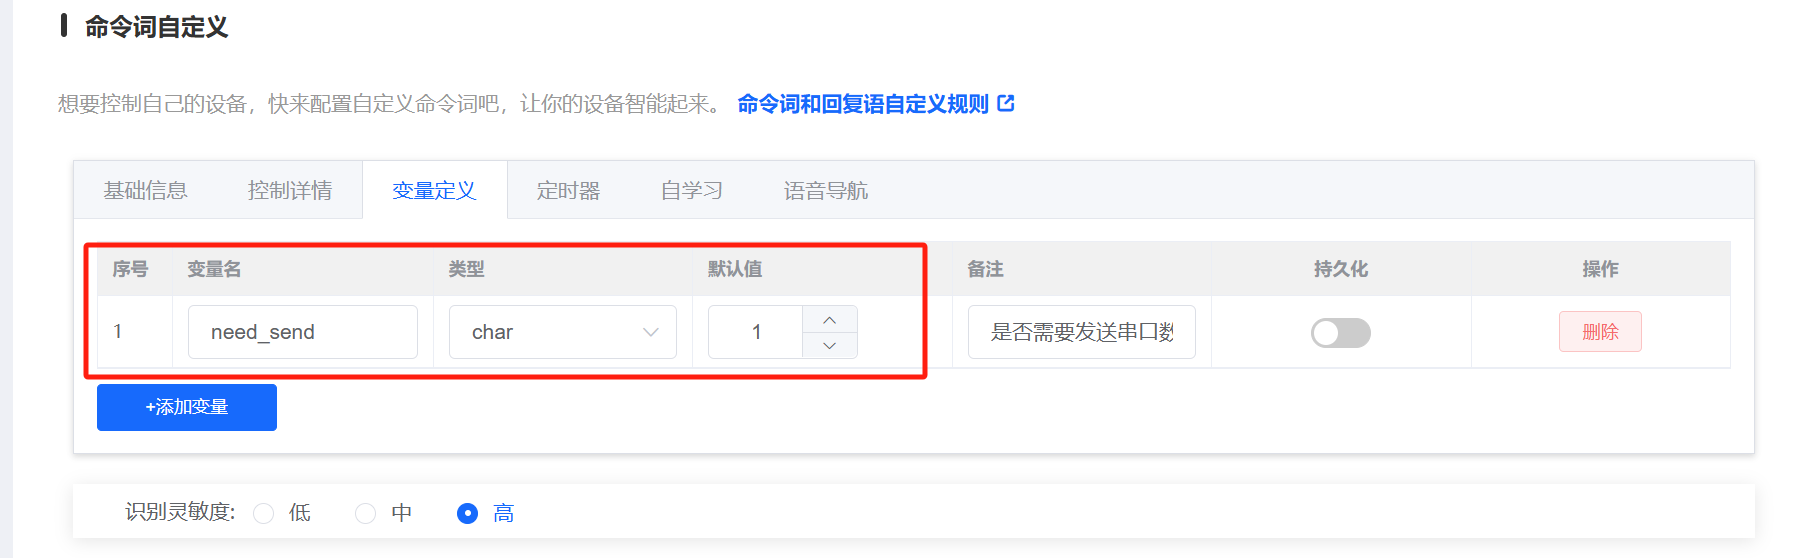 命令词自定义
想要控制自己的设备，快来配置自定义命令词吧，让你的设备智能起来。 命令词和回复语自定义规则
基础信息 控制详情 变量定义 定时器 自学习 语音导航
序号 变量名 类型 默认值 备注 持久化 操作
1 need_send char 1 是否需要发送串口数 删除
+添加变量
识别灵敏度: 低 中 高